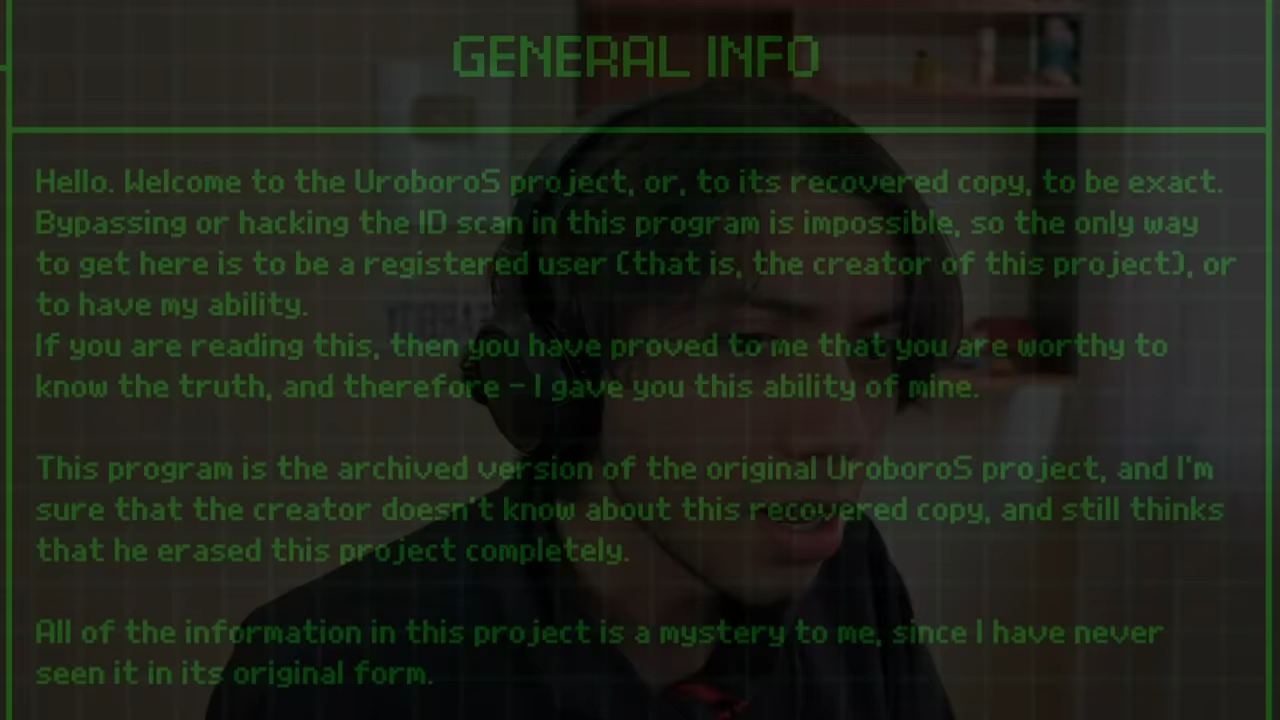 GENERAL INFO
Hello. Welcome to the UroboroS project, or, to its recovered copy, to be exact.
Bypassing or hacking the ID scan in this program is impossible, so the only way
to get here is to be a registered user (that is, the creator of this project), or
to have my ability.
If you are reading this, then you have proved to me that you are worthy to
know the truth, and therefore - I gave you this ability of mine.
This program is the archived version of the original UroboroS project, and I'm
sure that the creator doesn't know about this recovered copy, and still thinks
that he erased this project completely.
All of the information in this project is a mystery to me, since I have never
seen it in its original form.